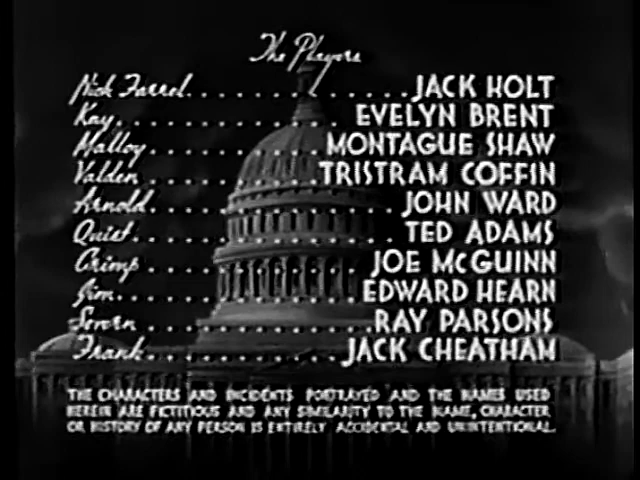 The Players
Nick Farrel.............JACK HOLT
Kay................EVELYN BRENT
Malloy............MONTAGUE SHAW
Valden............TRISTRAM COFFIN
Arnold.................JOHN WARD
Quiet.................TED ADAMS
Crimp..............JOE McGUINN
Jim................EDWARD HEARN
Severn..............RAY PARSONS
Frank.............JACK CHEATHAM
THE CHARACTERS AND INCIDENTS PORTRAYED AND THE NAMES USED
HEREIN ARE FICTITIOUS AND ANY SIMILARITY TO THE NAME, CHARACTER
OR HISTORY OF ANY PERSON IS ENTIRELY ACCIDENTAL AND UNINTENTIONAL.